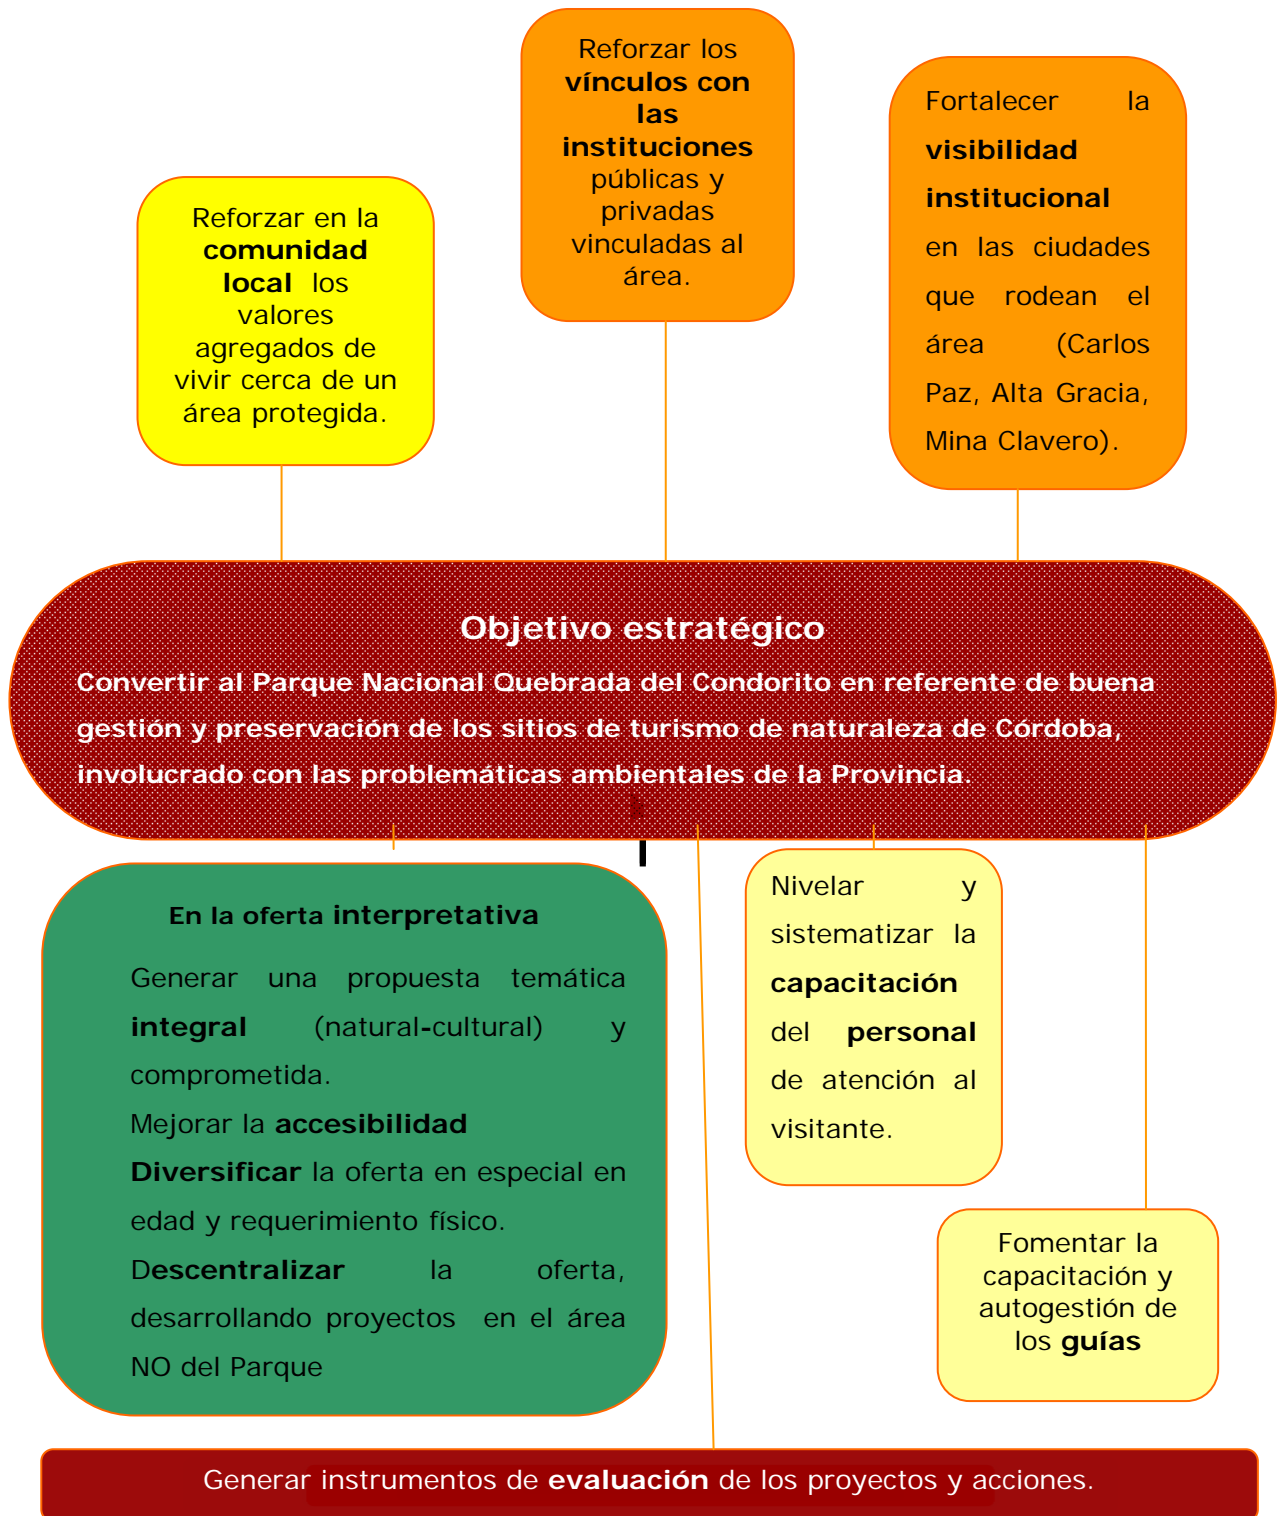 Reforzar los
vínculos con
las
instituciones
públicas y
privadas
vinculadas al
área.
Fortalecer la
visibilidad
institucional
en las ciudades
que rodean el
área (Carlos
Paz, Alta Gracia,
Mina Clavero).
Reforzar en la
comunidad
local los
valores
agregados de
vivir cerca de un
área protegida.
Objetivo estratégico
Convertir al Parque Nacional Quebrada del Condorito en referente de buena
gestión y preservación de los sitios de turismo de naturaleza de Córdoba,
involucrado con las problemáticas ambientales de la Provincia.
En la oferta interpretativa
Generar una propuesta temática
integral (natural-cultural) y
comprometida.
Mejorar la accesibilidad
Diversificar la oferta en especial en
edad y requerimiento físico.
Descentralizar la oferta,
desarrollando proyectos en el área
NO del Parque
Nivelar y
sistematizar la
capacitación
del personal
de atención al
visitante.
Fomentar la
capacitación y
autogestión de
los guías
Generar instrumentos de evaluación de los proyectos y acciones.